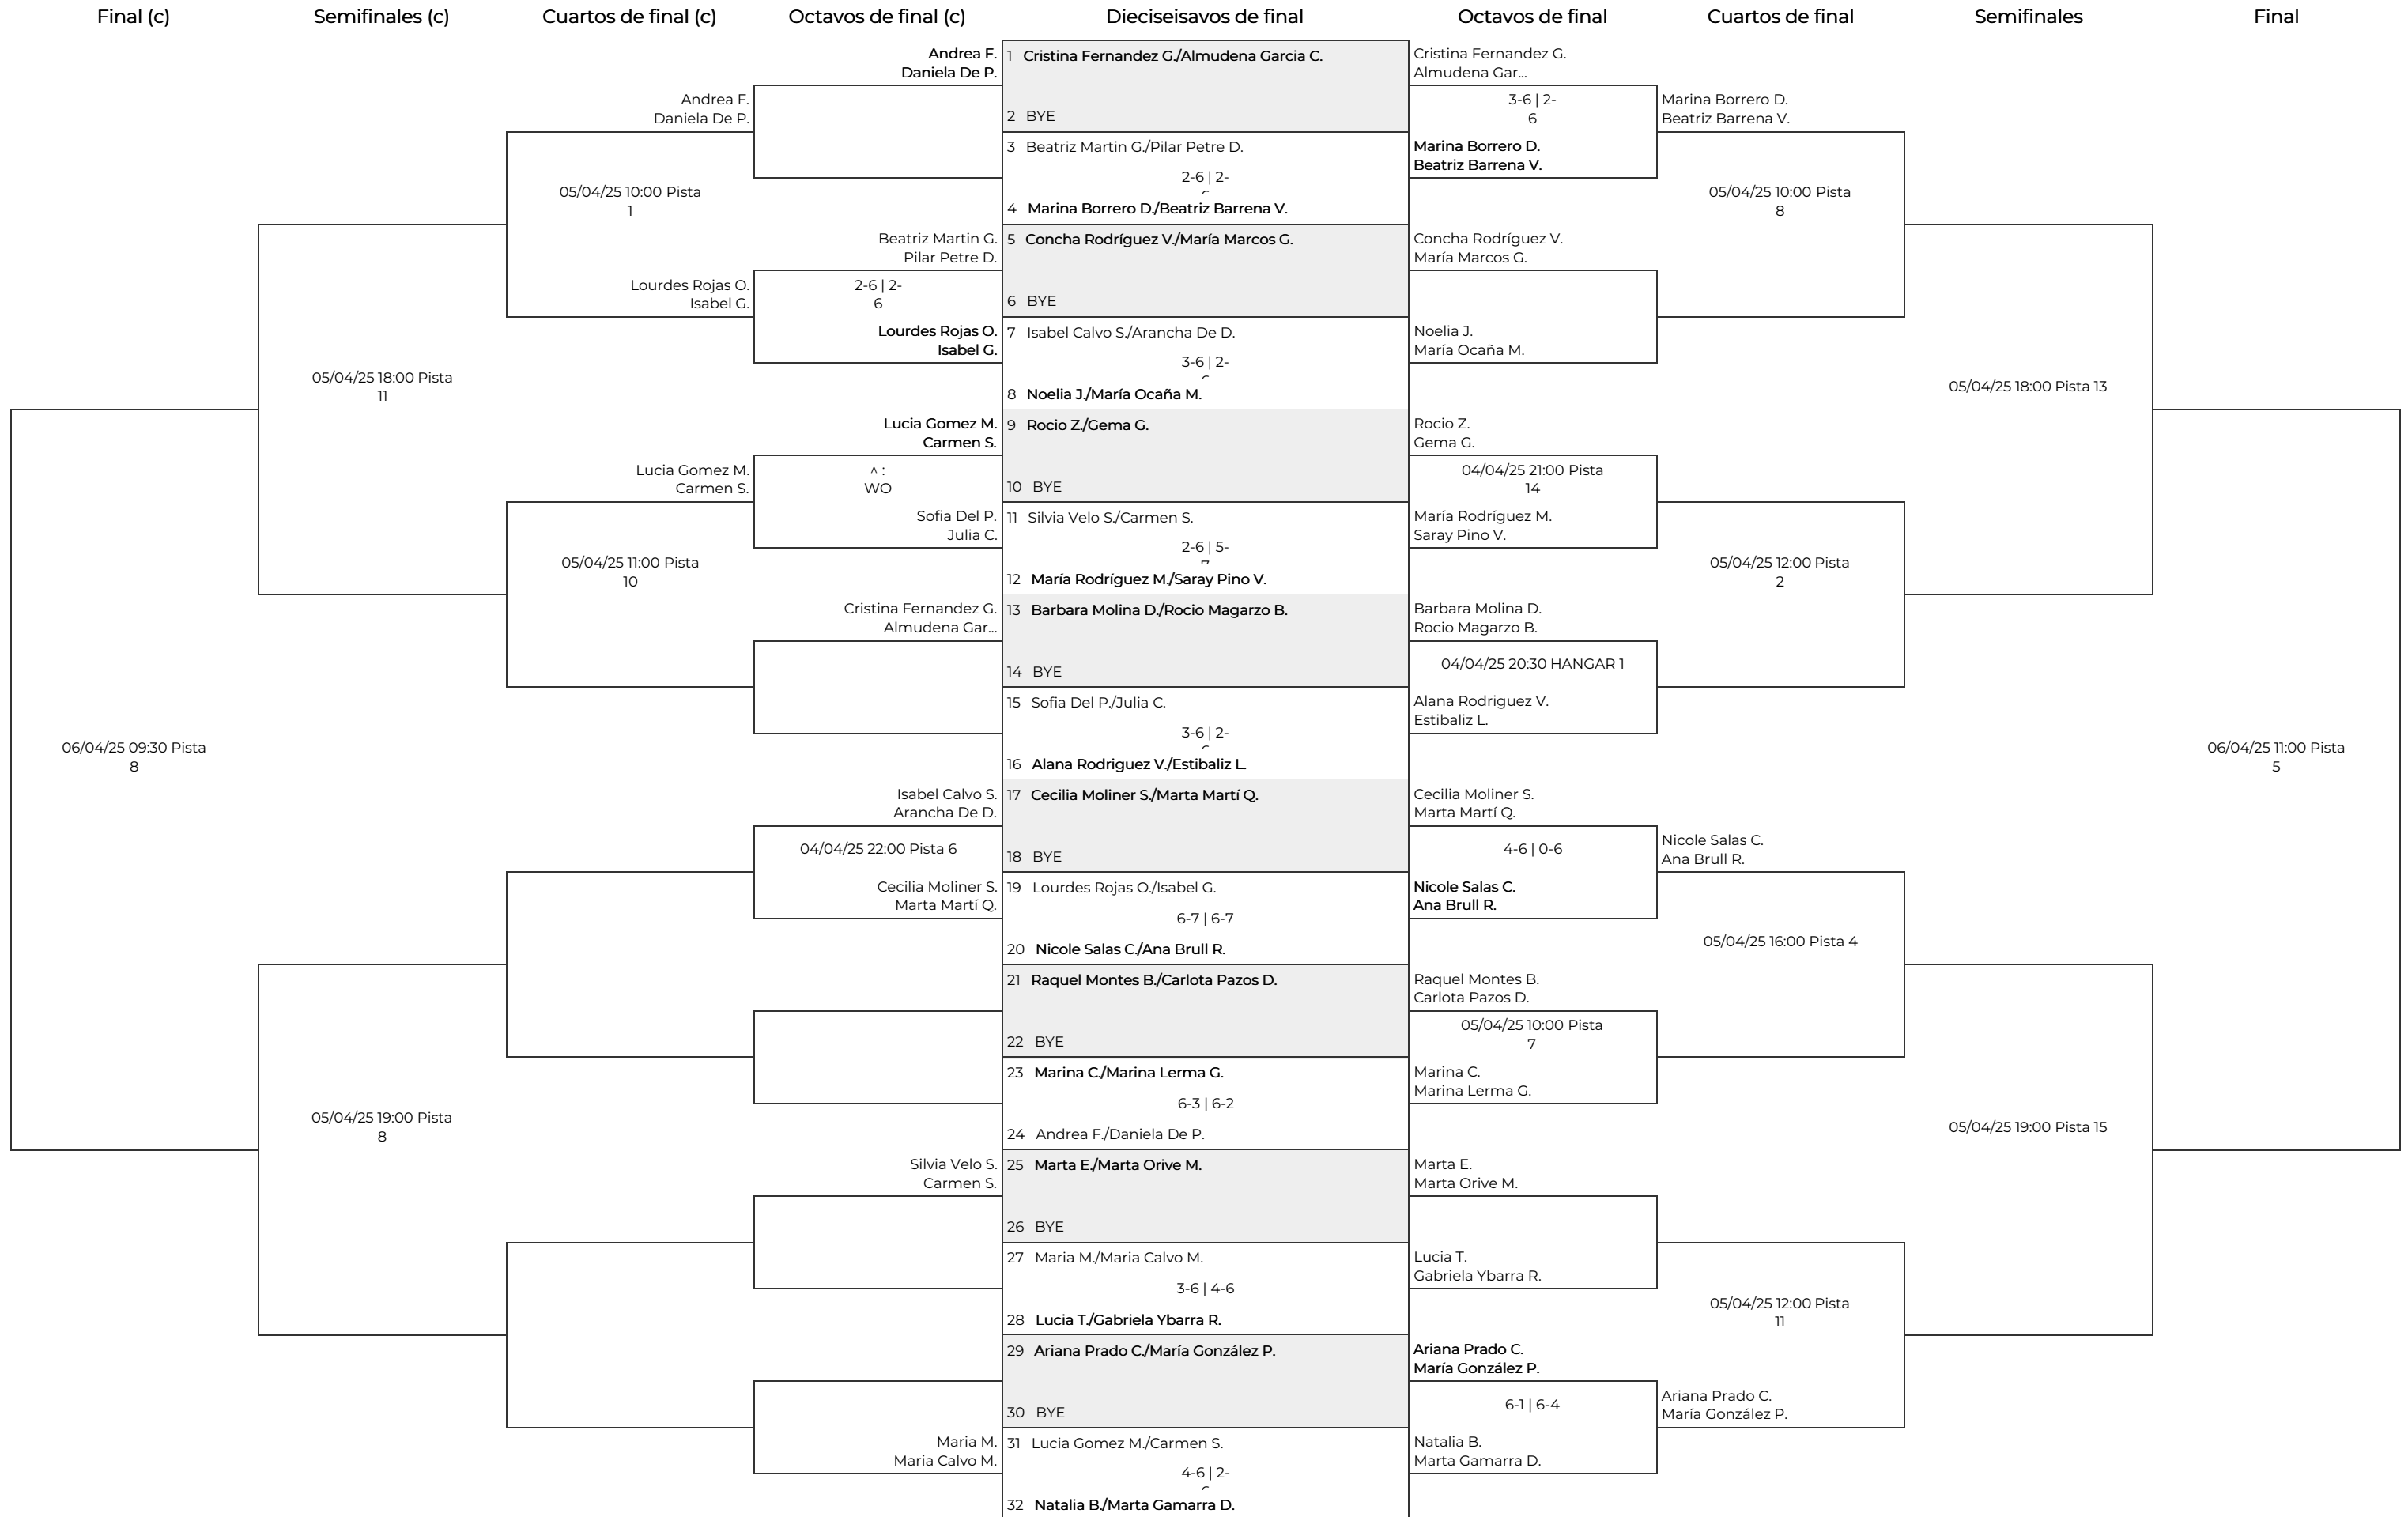 Final (c)
Semifinales (c)
Cuartos de final (c)
Octavos de final (c)
Dieciseisavos de final
Octavos de final
Cuartos de final
Semifinales
Final
06/04/25 09:30 Pista
8
05/04/25 18:00 Pista
11
05/04/25 19:00 Pista
8
Andrea F.
Daniela De P.
05/04/25 10:00 Pista
1
Lourdes Rojas O.
Isabel G.
Lucia Gomez M.
Carmen S.
05/04/25 11:00 Pista
10
Andrea F.
Daniela De P.
Beatriz Martin G.
Pilar Petre D.
2-6 | 2-
6
Lourdes Rojas O.
Isabel G.
Lucia Gomez M.
Carmen S.
WO
Sofia Del P.
Julia C.
Cristina Fernandez G.
Almudena Gar...
Isabel Calvo S.
Arancha De D.
04/04/25 22:00 Pista 6
Cecilia Moliner S.
Marta Martí Q.
Silvia Velo S.
Carmen S.
Maria M.
Maria Calvo M.
1 Cristina Fernandez G./Almudena Garcia C.
2 BYE
3 Beatriz Martin G./Pilar Petre D.
2-6 | 2-
4 Marina Borrero D./Beatriz Barrena V.
5 Concha Rodríguez V./María Marcos G.
6 BYE
7 Isabel Calvo S./Arancha De D.
3-6 | 2-
8 Noelia J./María Ocaña M.
9 Rocio Z./Gema G.
10 BYE
11 Silvia Velo S./Carmen S.
2-6 | 5-
12 María Rodríguez M./Saray Pino V.
13 Barbara Molina D./Rocio Magarzo B.
14 BYE
15 Sofia Del P./Julia C.
3-6 | 2-
16 Alana Rodriguez V./Estibaliz L.
17 Cecilia Moliner S./Marta Martí Q.
18 BYE
19 Lourdes Rojas O./Isabel G.
6-7 | 6-7
20 Nicole Salas C./Ana Brull R.
21 Raquel Montes B./Carlota Pazos D.
22 BYE
23 Marina C./Marina Lerma G.
6-3 | 6-2
24 Andrea F./Daniela De P.
25 Marta E./Marta Orive M.
26 BYE
27 Maria M./Maria Calvo M.
3-6 | 4-6
28 Lucia T./Gabriela Ybarra R.
29 Ariana Prado C./María González P.
30 BYE
31 Lucia Gomez M./Carmen S.
4-6 | 2-
32 Natalia B./Marta Gamarra D.
Cristina Fernandez G.
Almudena Gar...
3-6 | 2-
6
Marina Borrero D.
Beatriz Barrena V.
Concha Rodríguez V.
María Marcos G.
Noelia J.
María Ocaña M.
Rocio Z.
Gema G.
04/04/25 21:00 Pista
14
María Rodríguez M.
Saray Pino V.
Barbara Molina D.
Rocio Magarzo B.
04/04/25 20:30 HANGAR 1
Alana Rodriguez V.
Estibaliz L.
Cecilia Moliner S.
Marta Martí Q.
4-6 | 0-6
Nicole Salas C.
Ana Brull R.
Raquel Montes B.
Carlota Pazos D.
05/04/25 10:00 Pista
7
Marina C.
Marina Lerma G.
Marta E.
Marta Orive M.
Lucia T.
Gabriela Ybarra R.
Ariana Prado C.
María González P.
6-1 | 6-4
Natalia B.
Marta Gamarra D.
Marina Borrero D.
Beatriz Barrena V.
05/04/25 10:00 Pista
8
05/04/25 12:00 Pista
2
Nicole Salas C.
Ana Brull R.
05/04/25 16:00 Pista 4
05/04/25 12:00 Pista
11
Ariana Prado C.
María González P.
05/04/25 18:00 Pista 13
05/04/25 19:00 Pista 15
06/04/25 11:00 Pista
5